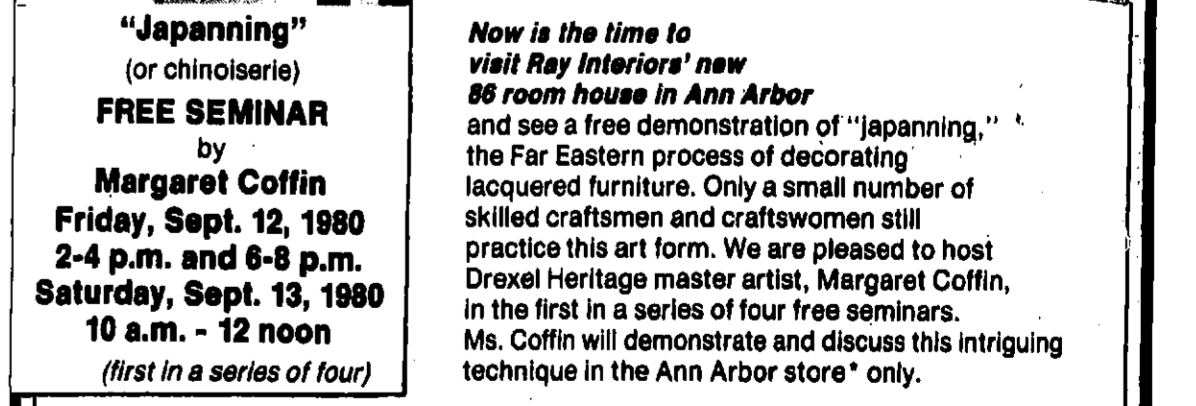 “Japanning”
(or chinoiserie)
FREE SEMINAR
by
Margaret Coffin
Friday, Sept. 12, 1980
2-4 p.m. and 6-8 p.m.
Saturday, Sept. 13, 1980
10 a.m. - 12 noon
(first in a series of four)
Now is the time to
visit Ray Interiors’ new
86 room house in Ann Arbor
and see a free demonstration of “japanning,”
the Far Eastern process of decorating
lacquered furniture. Only a small number of
skilled craftsmen and craftswomen still
practice this art form. We are pleased to host
Drexel Heritage master artist, Margaret Coffin,
in the first in a series of four free seminars.
Ms. Coffin will demonstrate and discuss this intriguing
technique in the Ann Arbor store* only.